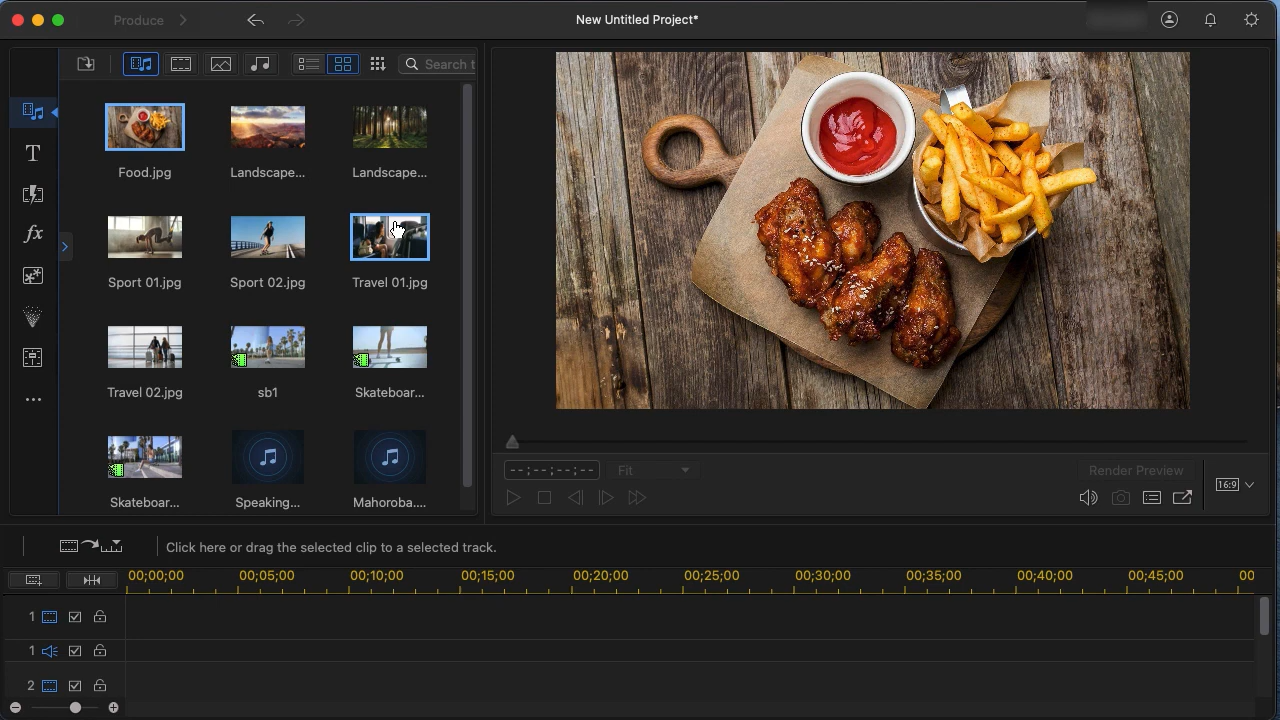 Produce
New Untitled Project*
Search t
Food.jpg
Landscape...
Landscape...
Sport 01.jpg
Sport 02.jpg
Travel 01.jpg
Travel 02.jpg
sb1
Skateboar...
Skateboar...
Speaking...
Mahoroba....
T
fx
--;--;--;--
Fit
Render Preview
16:9
Click here or drag the selected clip to a selected track.
00;00;00
00;05;00
00;10;00
00;15;00
00;20;00
00;25;00
00;30;00
00;35;00
00;40;00
00;45;00
00
1
1
2